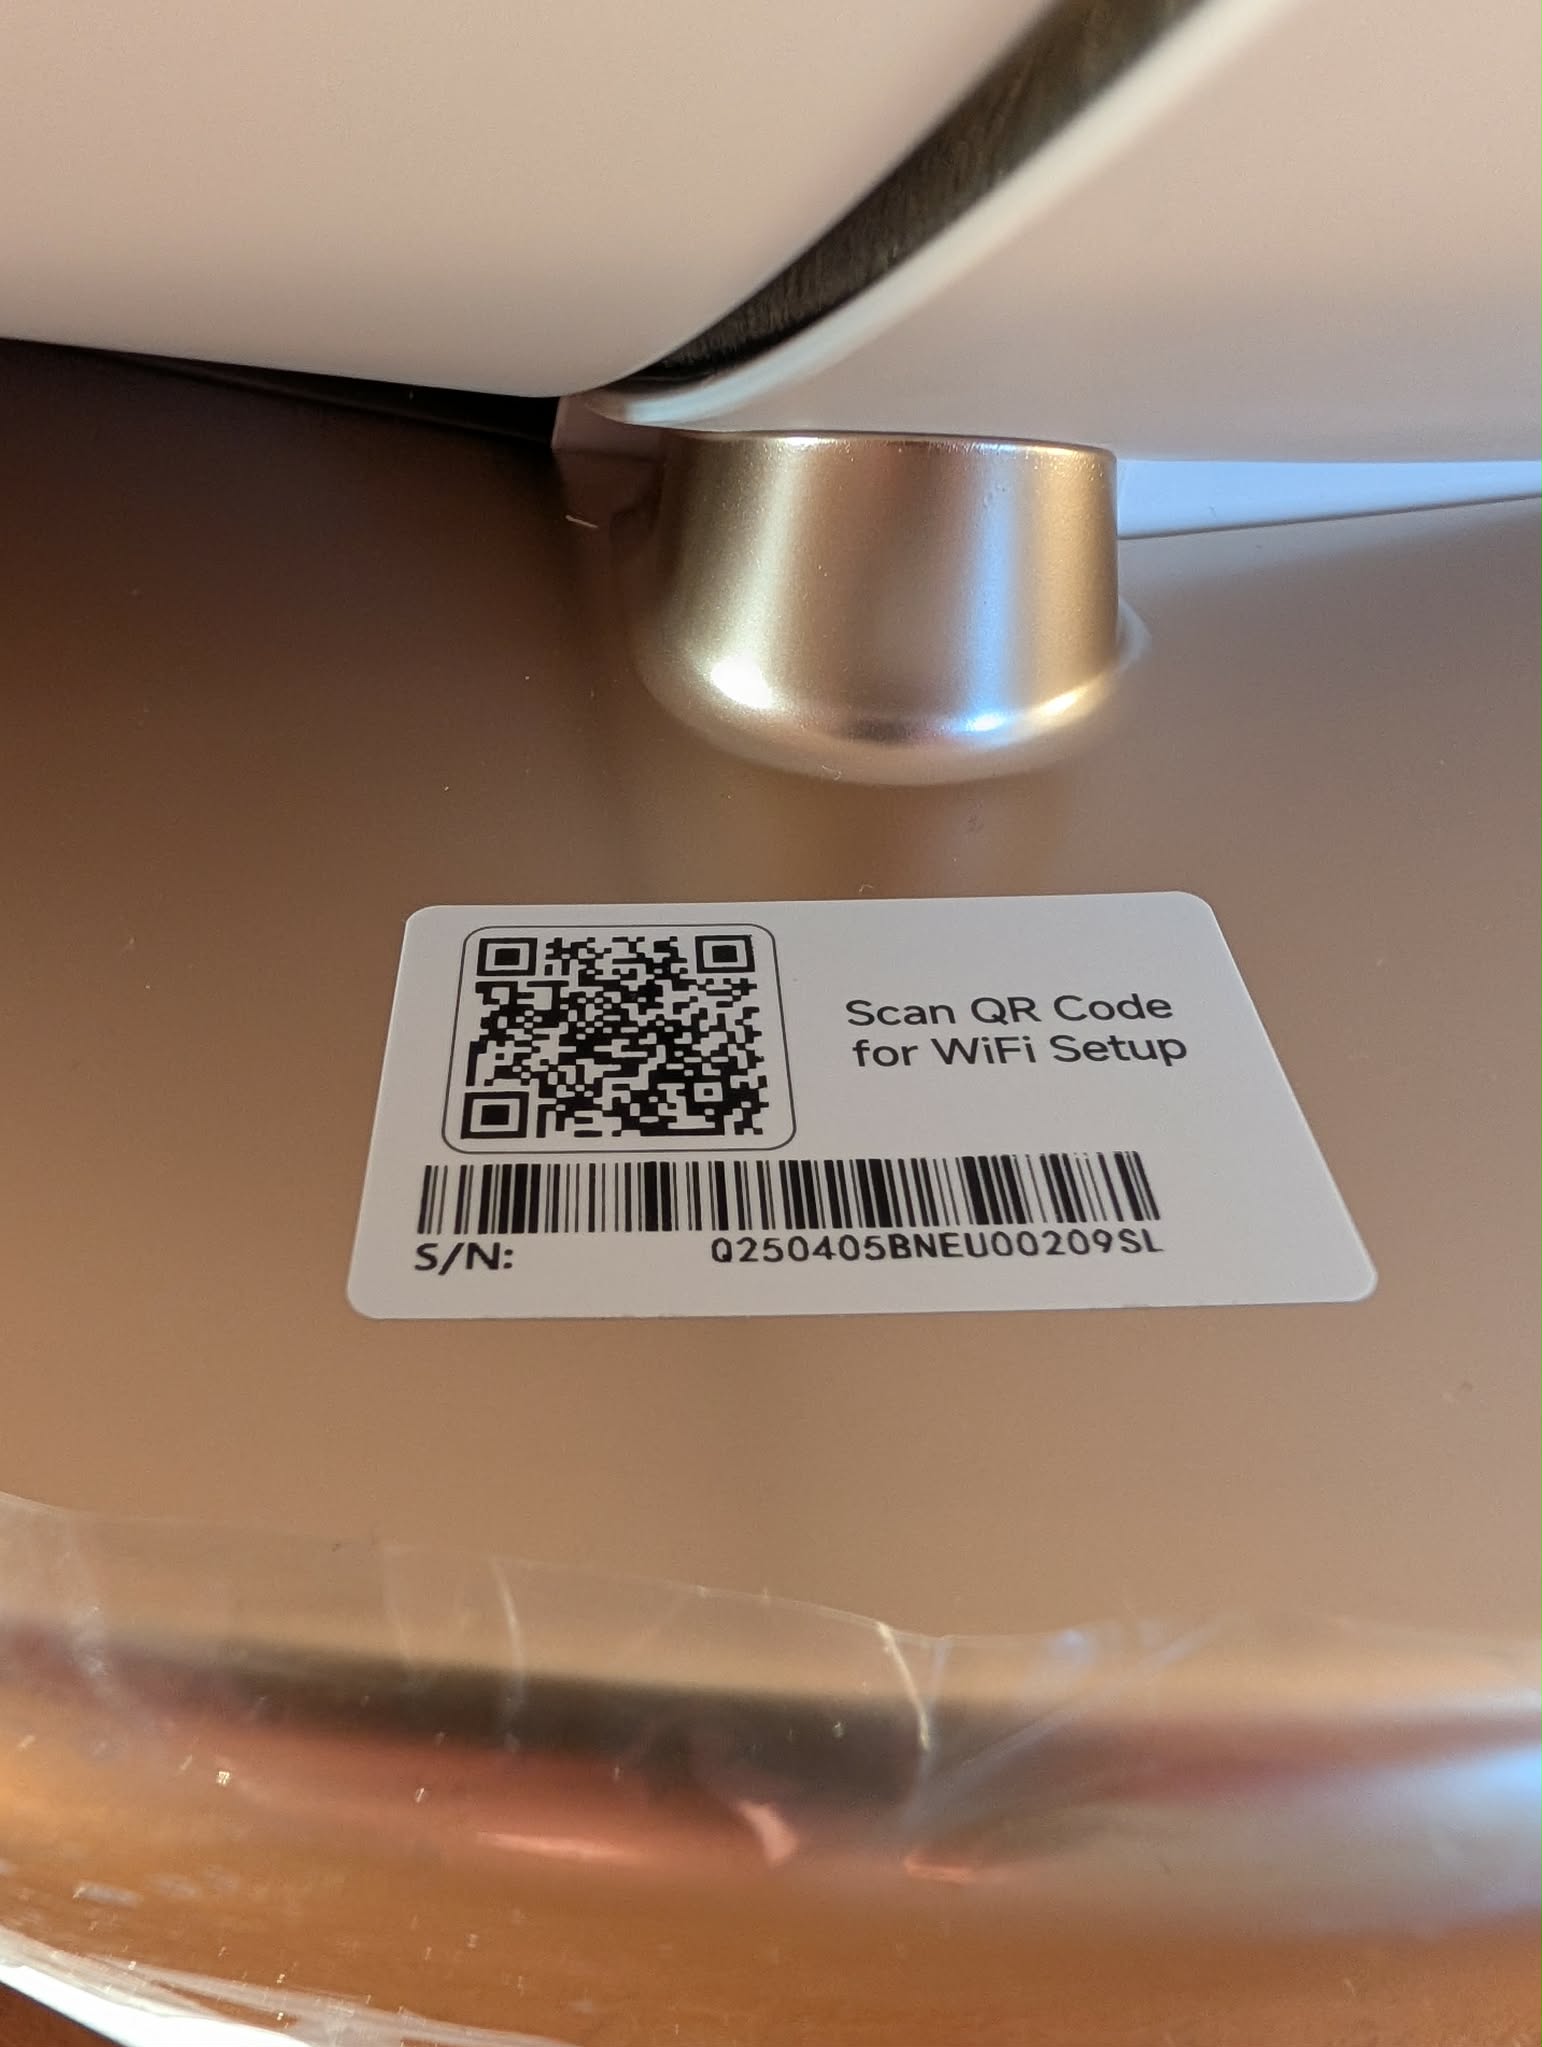 Scan QR Code
for WiFi Setup
S/N: Q250405BNEU00209SL